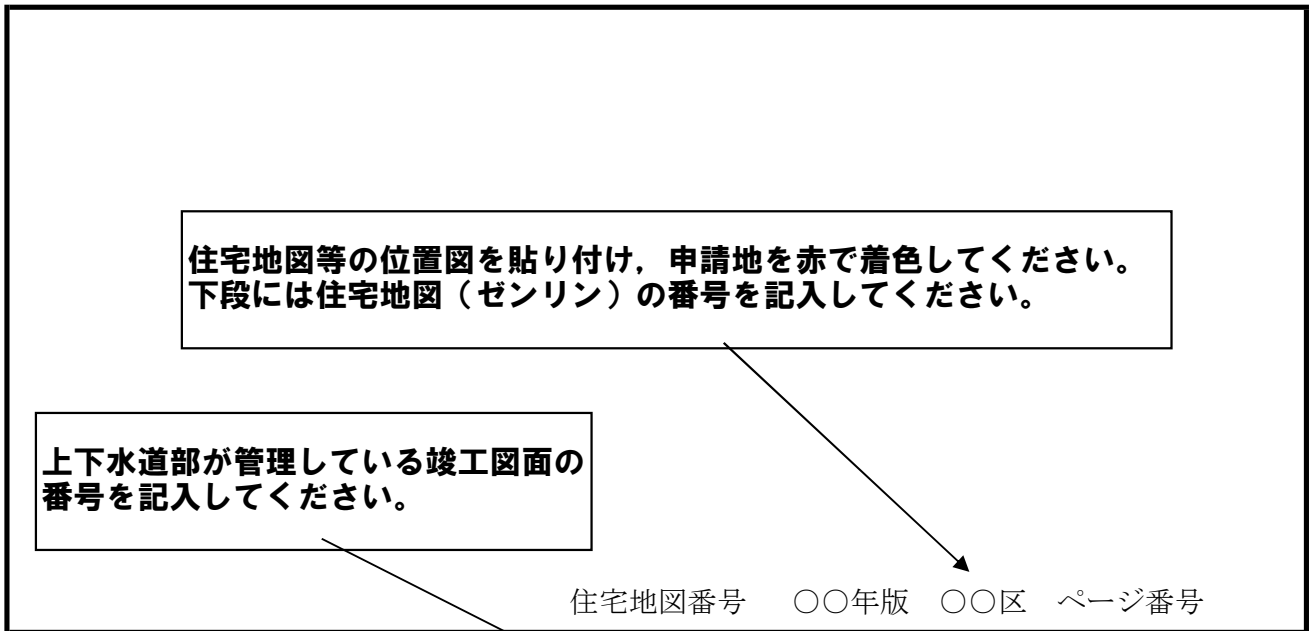 住宅地図等の位置図を貼り付け，申請地を赤で着色してください。
下段には住宅地図（ゼンリン）の番号を記入してください。
上下水道部が管理している竣工図面の
番号を記入してください。
住宅地図番号　〇〇年版　〇〇区　ページ番号